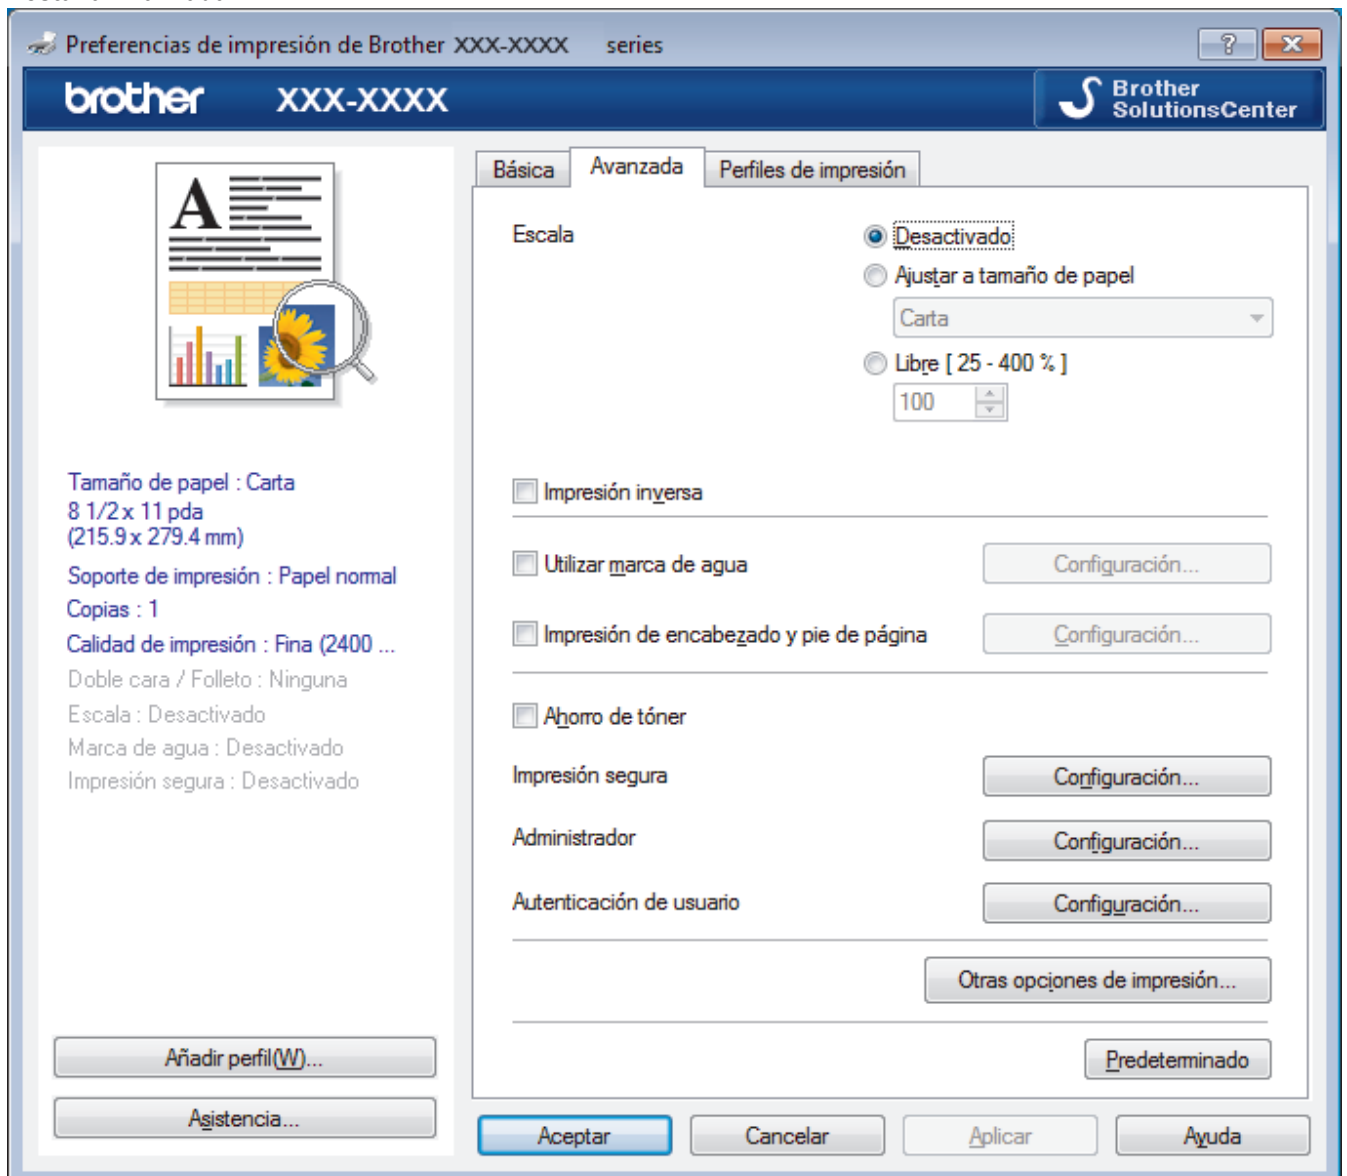 Preferencias de impresión de Brother XXX-XXXX series
brother XXX-XXXX
Brother
SolutionsCenter
Básica Avanzada Perfiles de impresión
A
Tamaño de papel : Carta
8 1/2 x 11 pda
(215.9 x 279.4 mm)
Soporte de impresión : Papel normal
Copias : 1
Calidad de impresión : Fina (2400 ...
Doble cara / Folleto : Ninguna
Escala : Desactivado
Marca de agua : Desactivado
Impresión segura : Desactivado
Añadir perfil(W)...
Asistencia...
Escala
Desactivado
Ajustar a tamaño de papel
Carta
Libre [ 25 - 400 % ]
100
Impresión inversa
Utilizar marca de agua Configuración...
Impresión de encabezado y pie de página Configuración...
Ahorro de tóner
Impresión segura Configuración...
Administrador Configuración...
Autenticación de usuario Configuración...
Otras opciones de impresión...
Predeterminado
Aceptar Cancelar Aplicar Ayuda